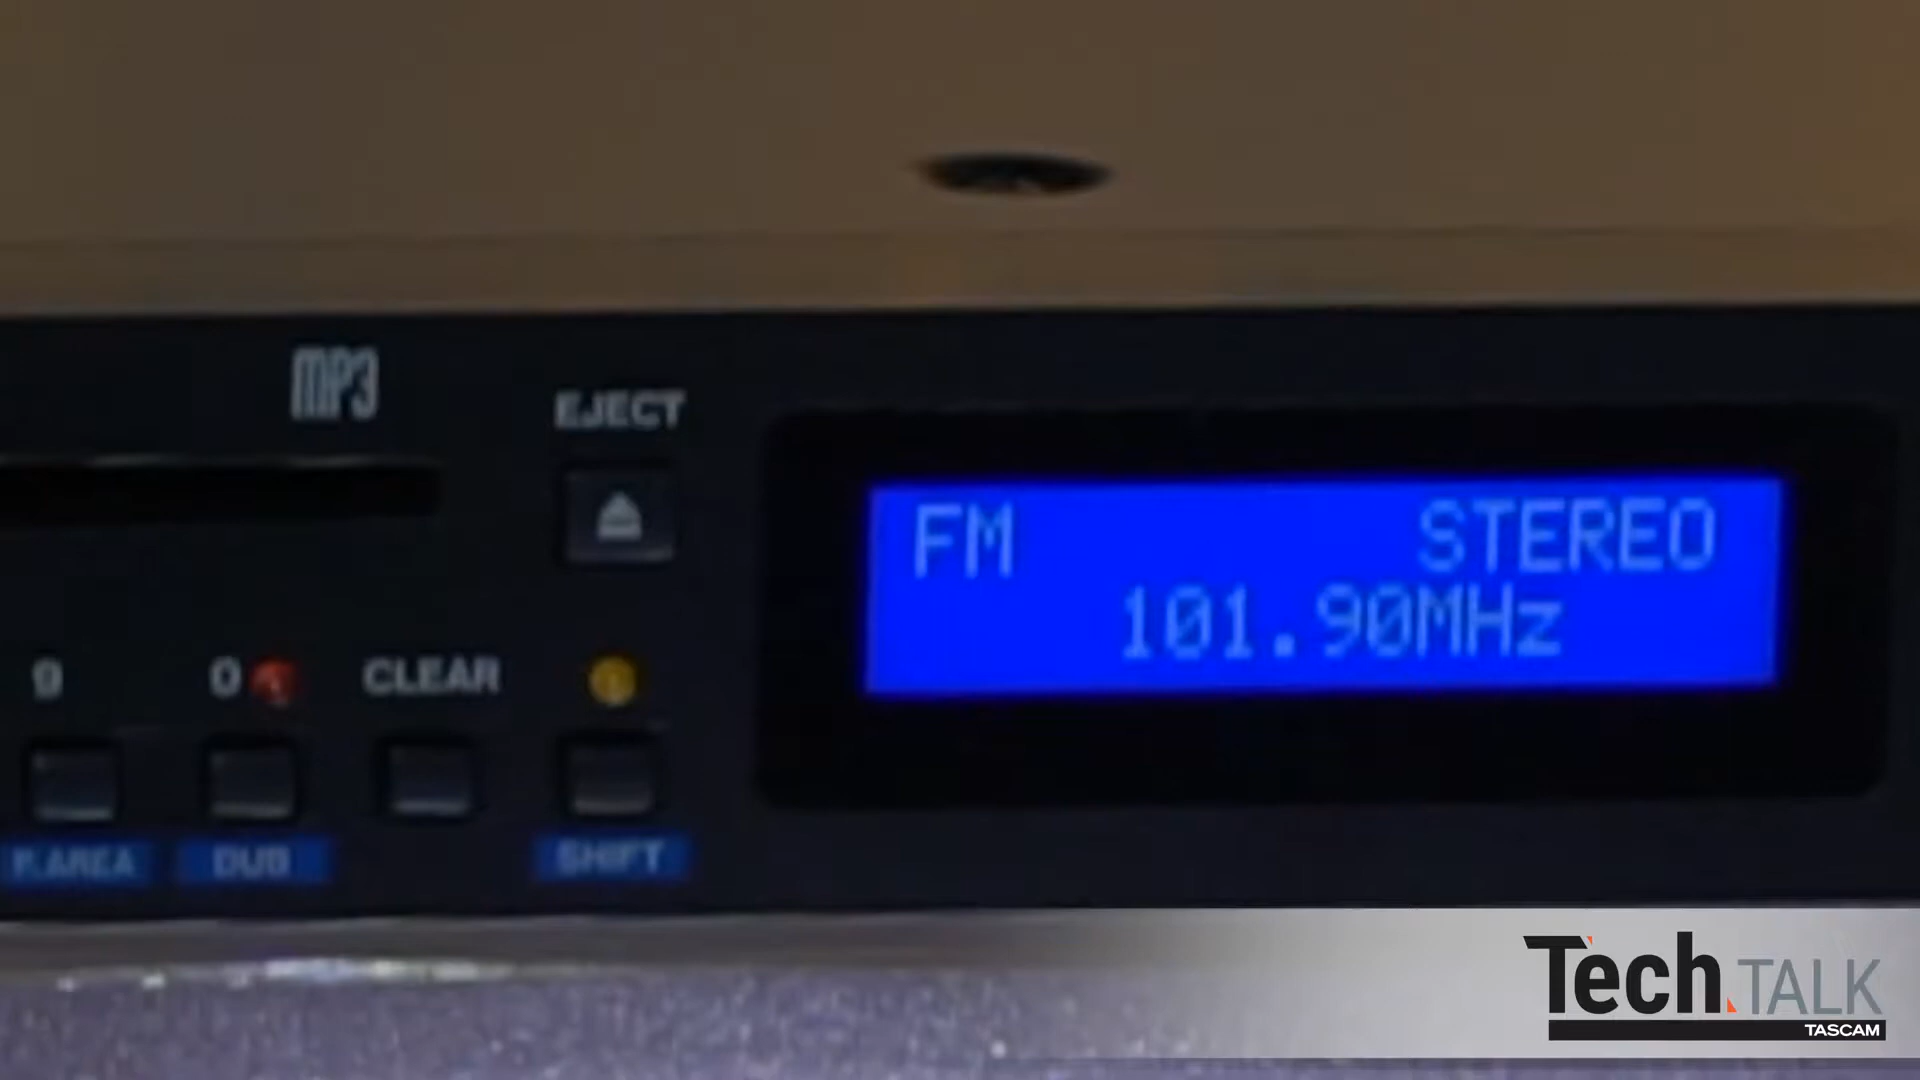 MP3
EJECT
FM STEREO
101.90MHz
9 0 CLEAR
P.AREA DUB SHIFT
Tech.TALK
TASCAM